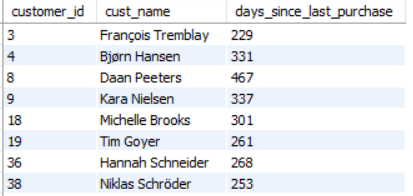 customer_id cust_name days_since_last_purchase
3 François Tremblay 229
4 Bjørn Hansen 331
8 Daan Peeters 467
9 Kara Nielsen 337
18 Michelle Brooks 301
19 Tim Goyer 261
36 Hannah Schneider 268
38 Niklas Schröder 253